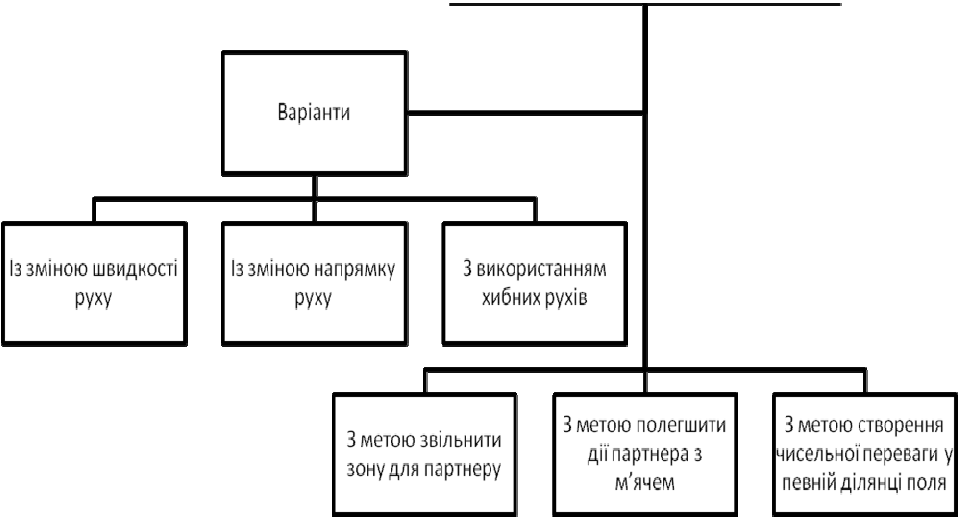 Варіанти
Із зміною швидкості
руху
Із зміною напрямку
руху
З використанням
хибних рухів
З метою звільнити
зону для партнеру
З метою полегшити
дії партнера з
м’ячем
З метою створення
чисельної переваги у
певній ділянці поля